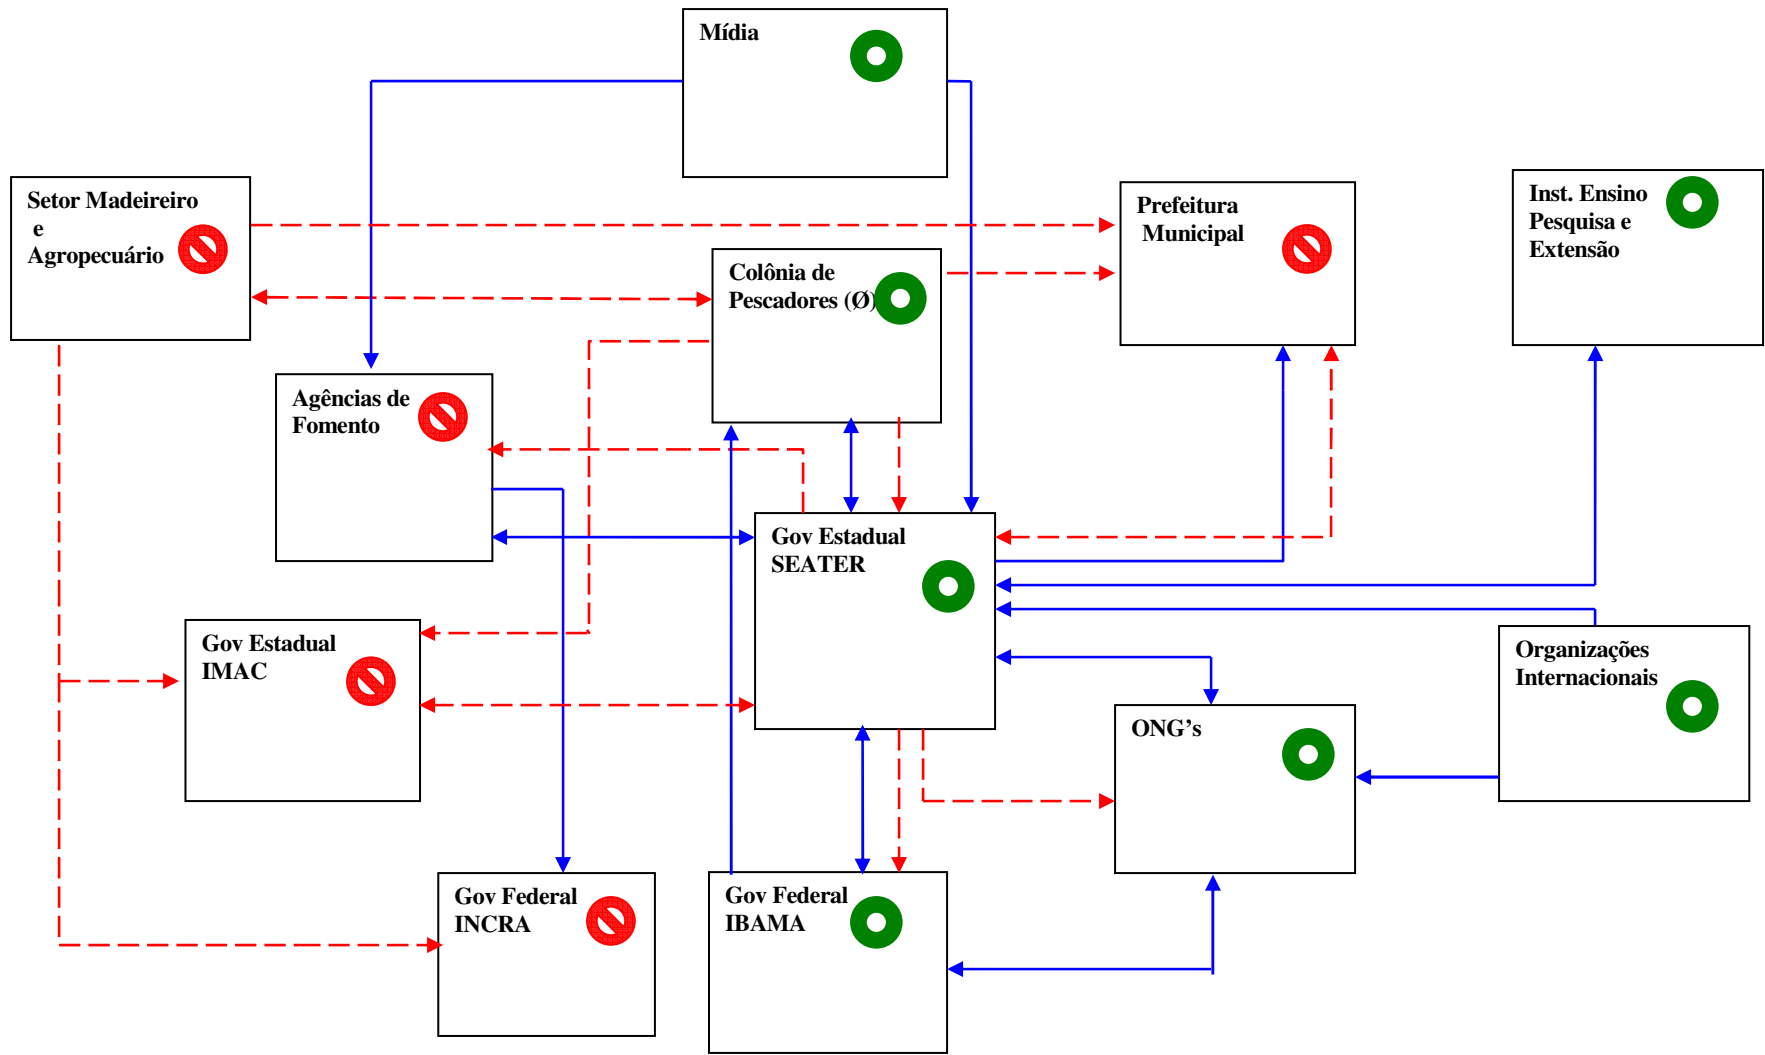 Mídia
Setor Madeireiro
e
Agropecuário
Prefeitura
Municipal
Inst. Ensino
Pesquisa e
Extensão
Colônia de
Pescadores (Ø)
Agências de
Fomento
Gov Estadual
SEATER
Gov Estadual
IMAC
Organizações
Internacionais
ONG’s
Gov Federal
INCRA
Gov Federal
IBAMA